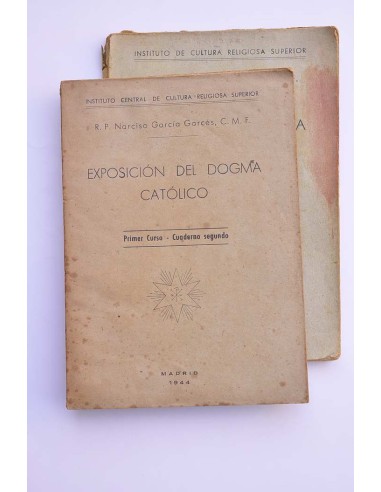 INSTITUTO DE CULTURA RELIGIOSA SUPERIOR
A
INSTITUTO CENTRAL DE CULTURA RELIGIOSA SUPERIOR
R. P. Narciso García Garcés, C. M. F.
EXPOSICIÓN DEL DOGMA
CATÓLICO
Primer Curso - Cuaderno segundo
MADRID
1944